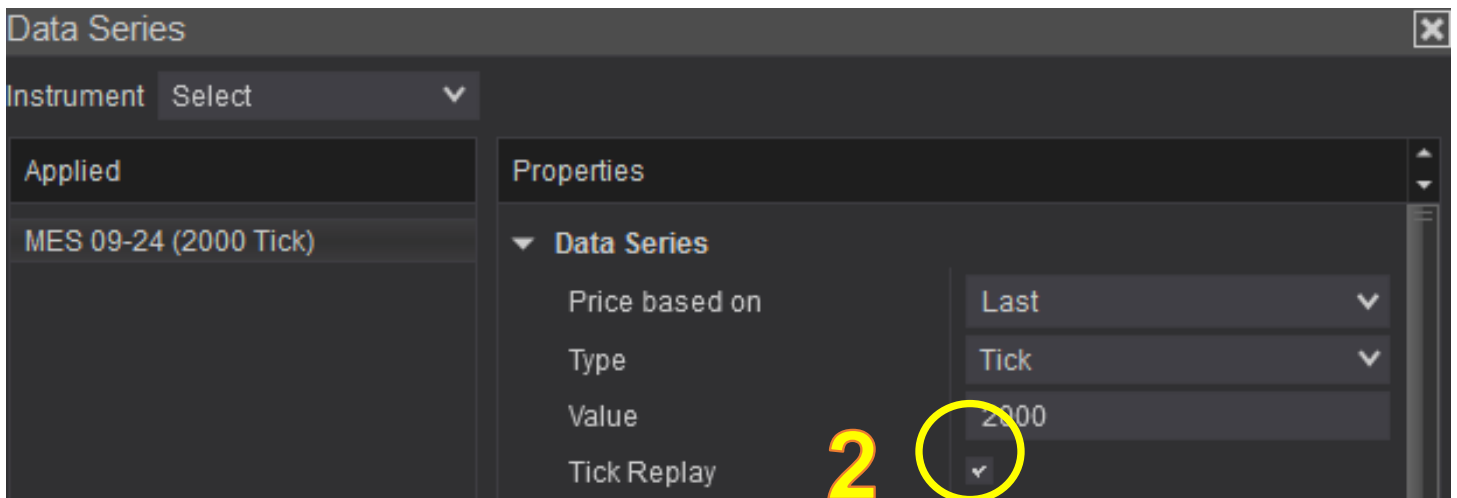 Data Series
Instrument Select
Applied
Properties
MES 09-24 (2000 Tick)
Data Series
Price based on Last
Type Tick
Value 2000
Tick Replay
2